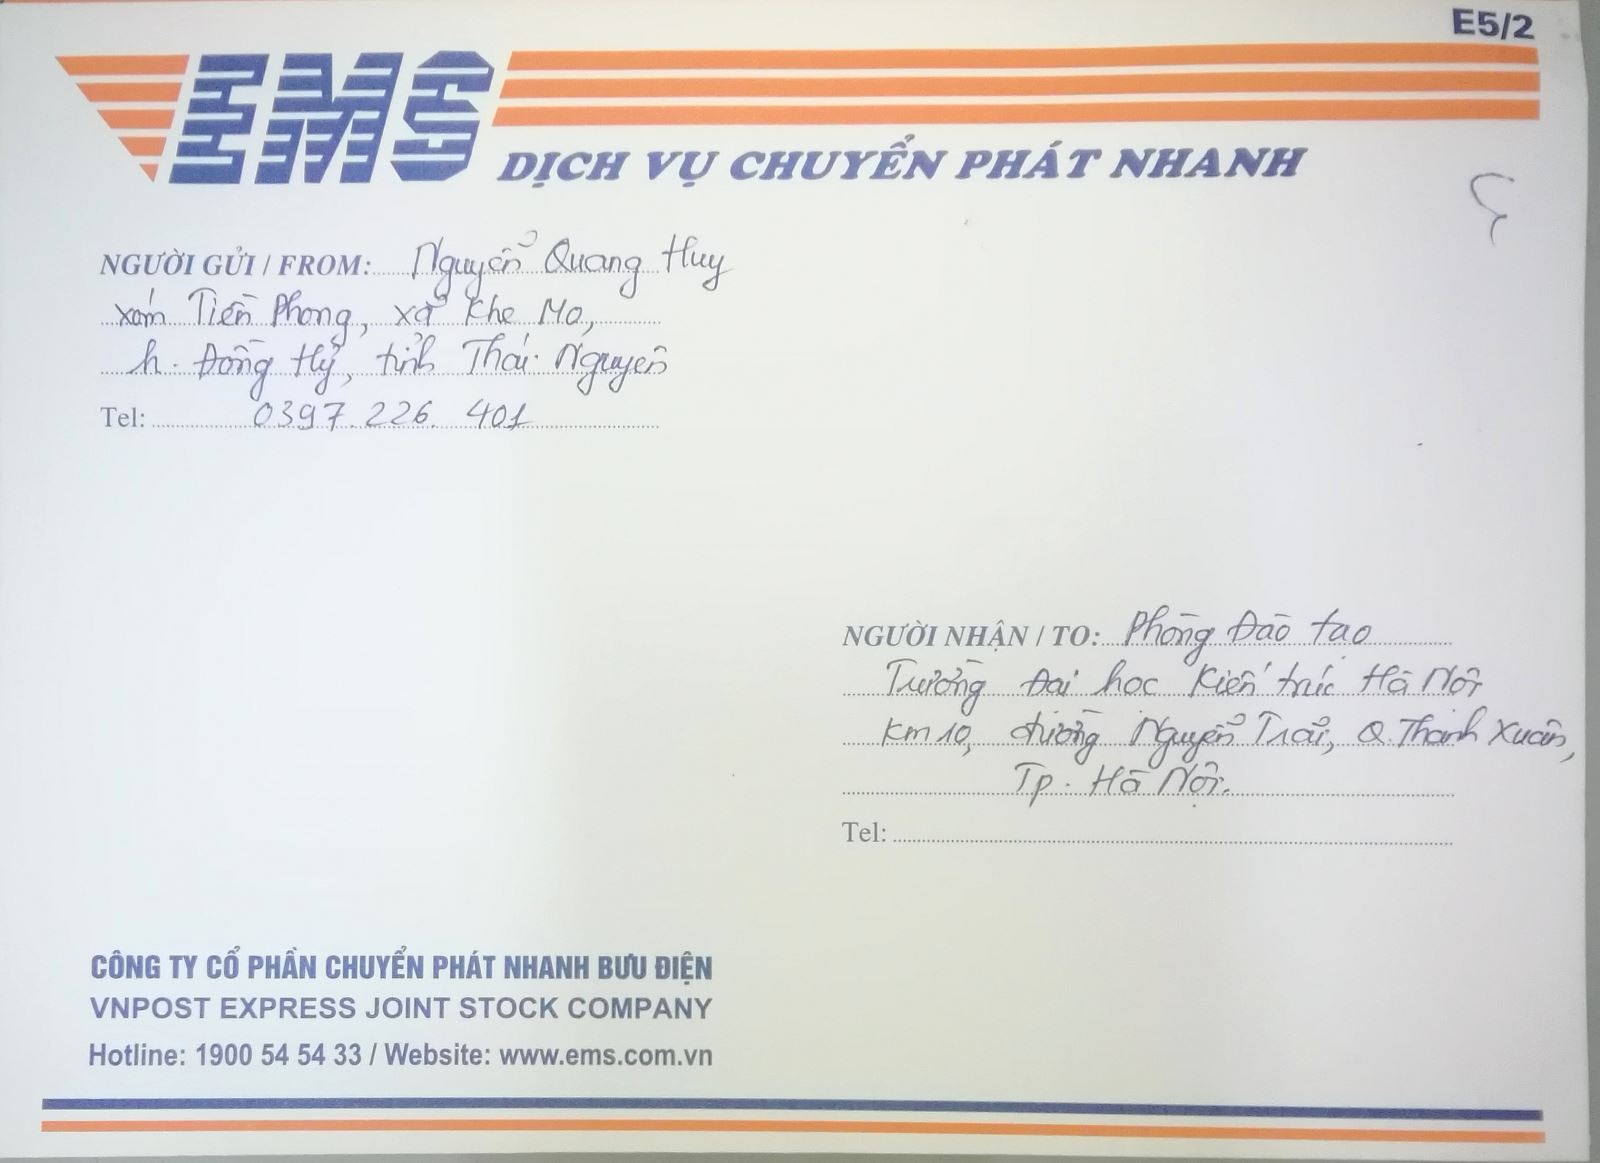 E5/2
EMS
DỊCH VỤ CHUYỂN PHÁT NHANH
NGƯỜI GỬI / FROM: Nguyễn Quang Huy
xóm Tiền Phong, xã Khe Mo,
h. Đồng Hỷ, tỉnh Thái Nguyên
Tel: 0397.226.401
NGƯỜI NHẬN / TO: Phòng Đào tạo
Trường Đại học Kiến trúc Hà Nội
Km10, đường Nguyễn Trãi, Q. Thanh Xuân,
Tp. Hà Nội.
Tel:
CÔNG TY CỔ PHẦN CHUYỂN PHÁT NHANH BƯU ĐIỆN
VNPOST EXPRESS JOINT STOCK COMPANY
Hotline: 1900 54 54 33 / Website: www.ems.com.vn